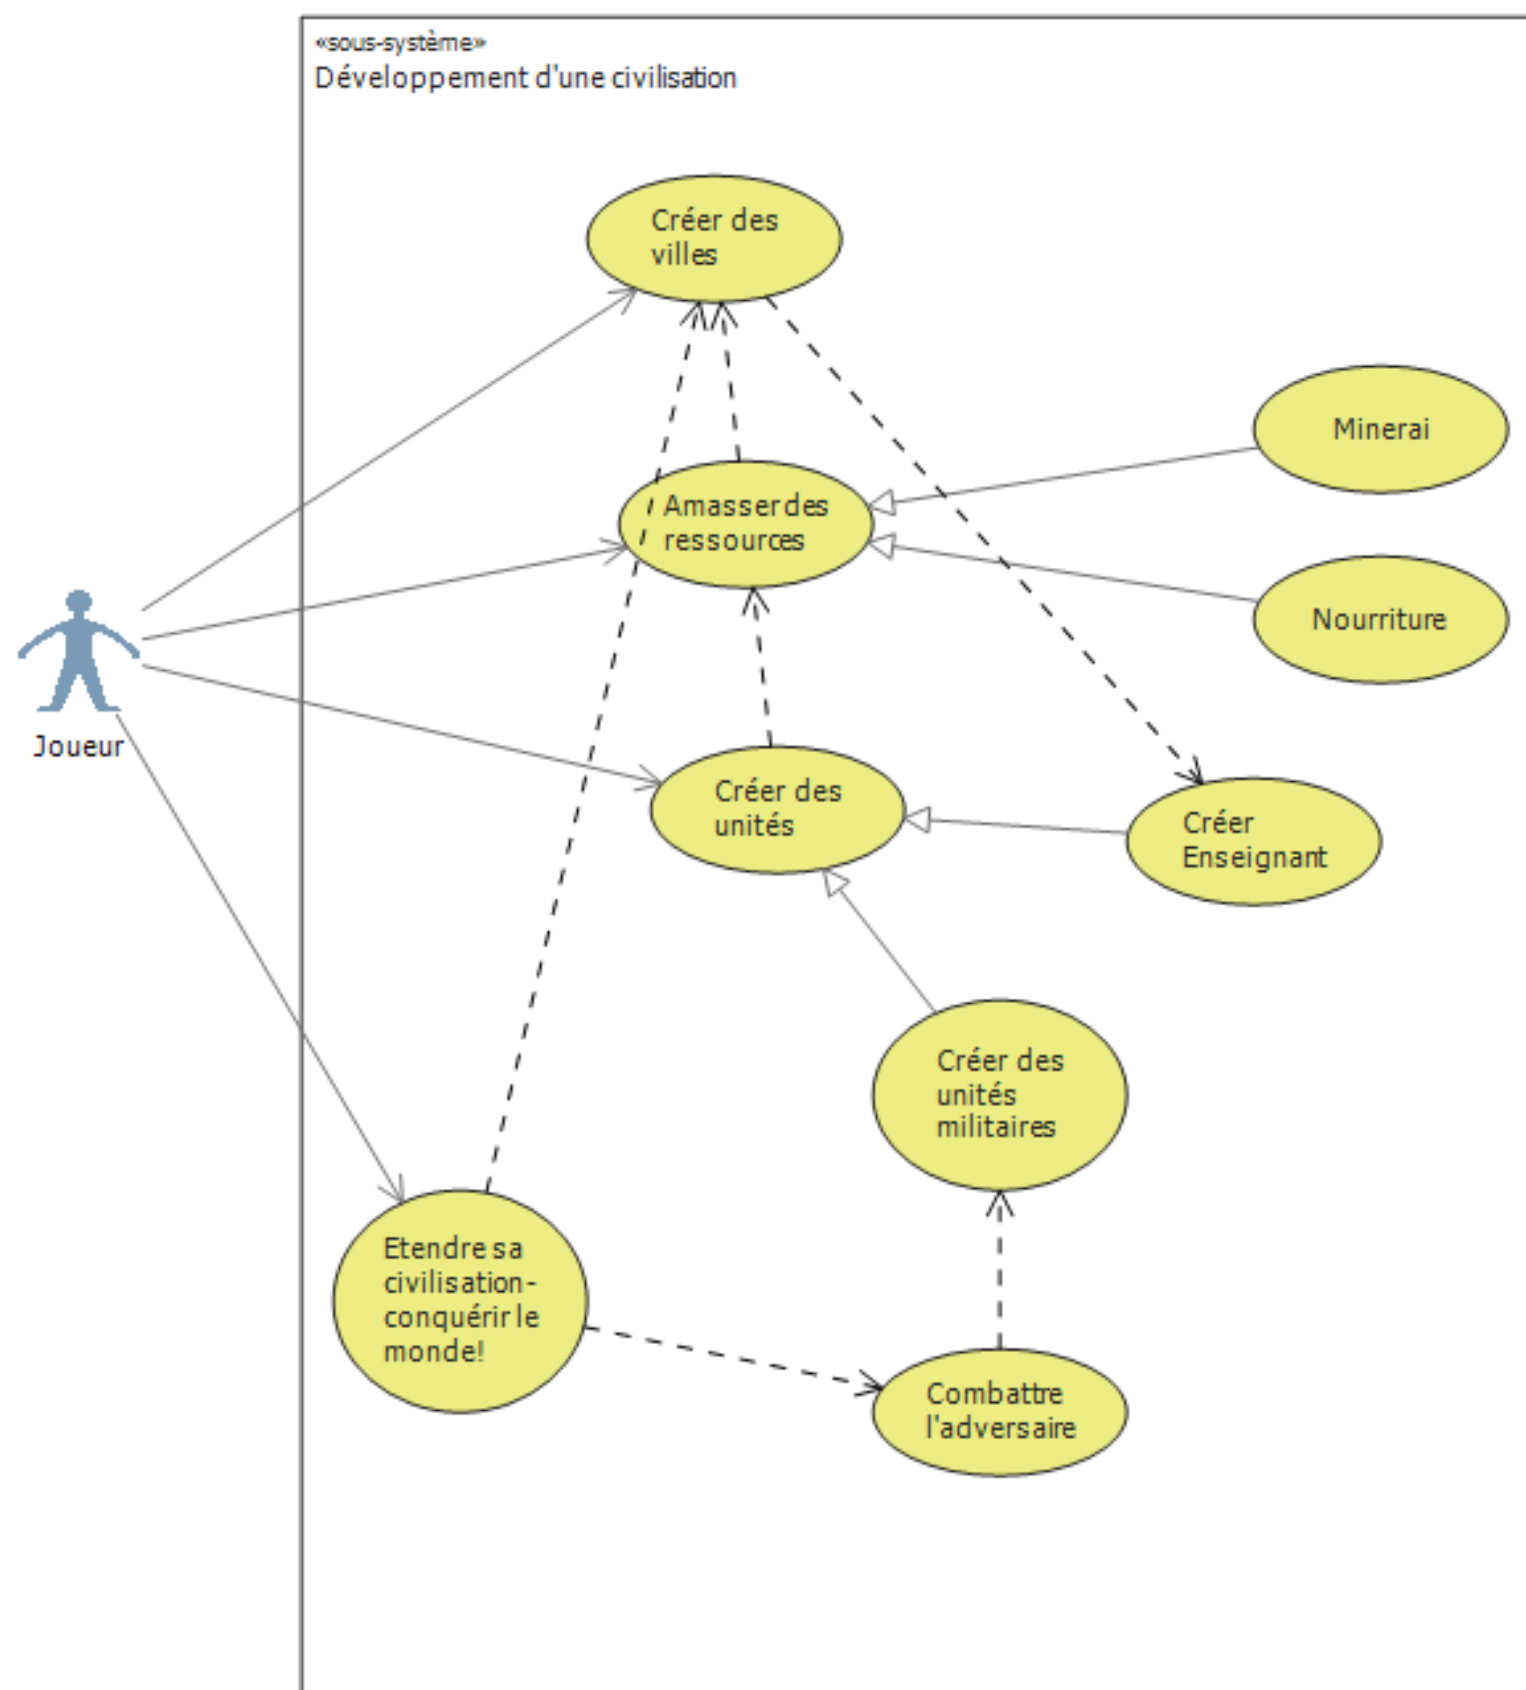 «sous-système»
Développement d'une civilisation
Créer des
villes
Minerai
Amasser des
ressources
Nourriture
Joueur
Créer des
unités
Créer
Enseignant
Créer des
unités
militaires
Etendre sa
civilisation-
conquérir le
monde!
Combattre
l'adversaire